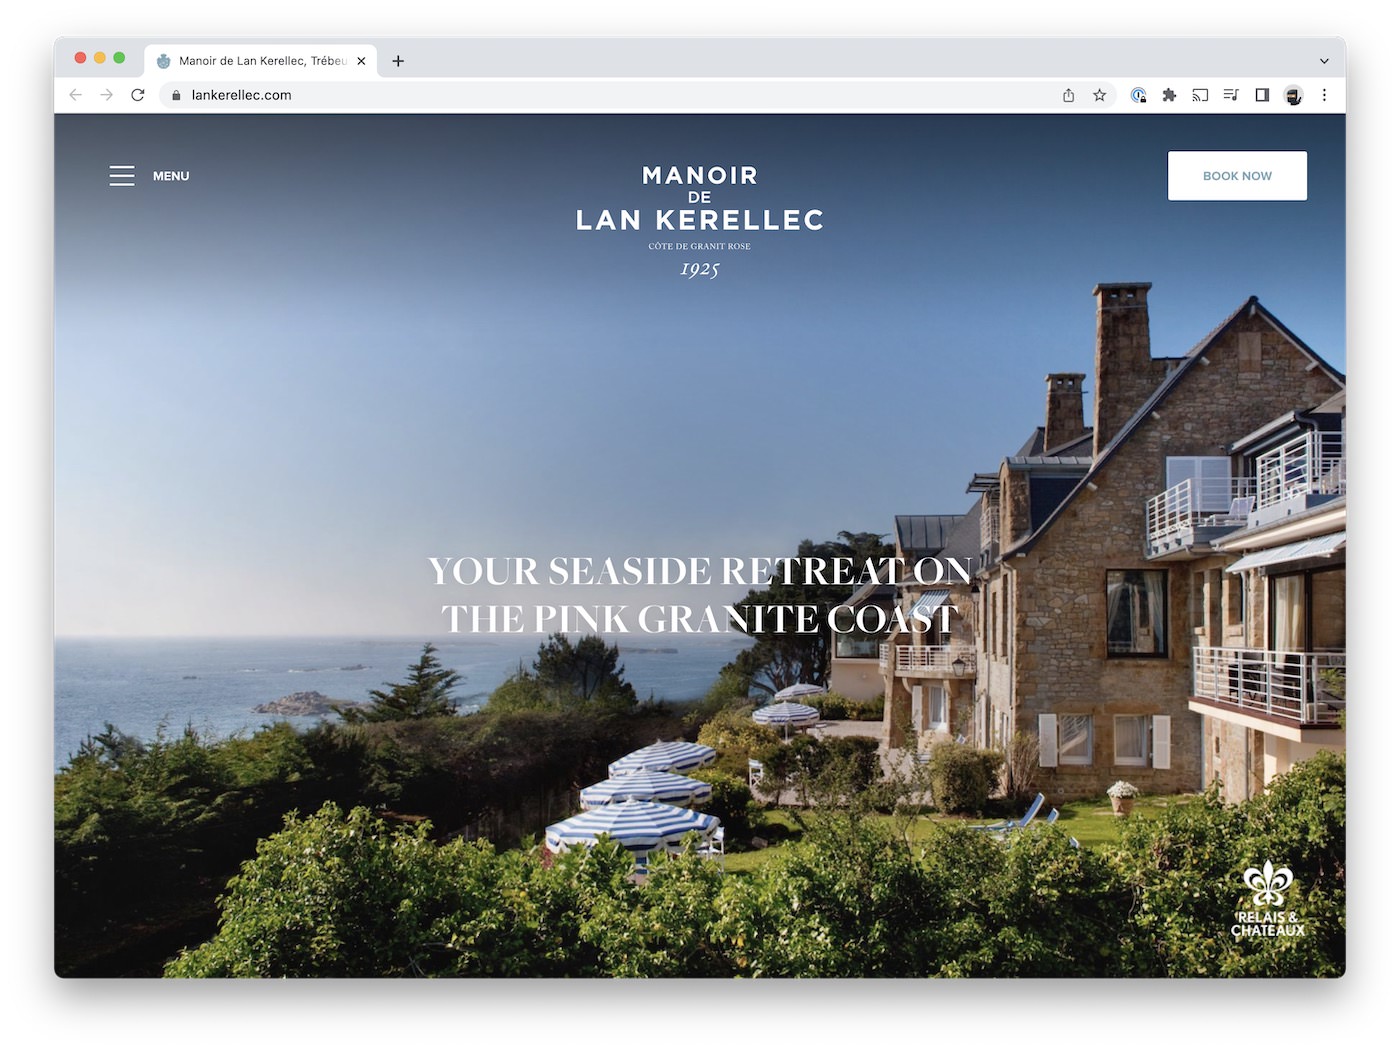 Manoir de Lan Kerellec, Trébeu
lankerellec.com
MENU
MANOIR
DE
LAN KERELLEC
CÔTE DE GRANIT ROSE
1925
BOOK NOW
YOUR SEASIDE RETREAT ON
THE PINK GRANITE COAST
RELAIS &
CHATEAUX